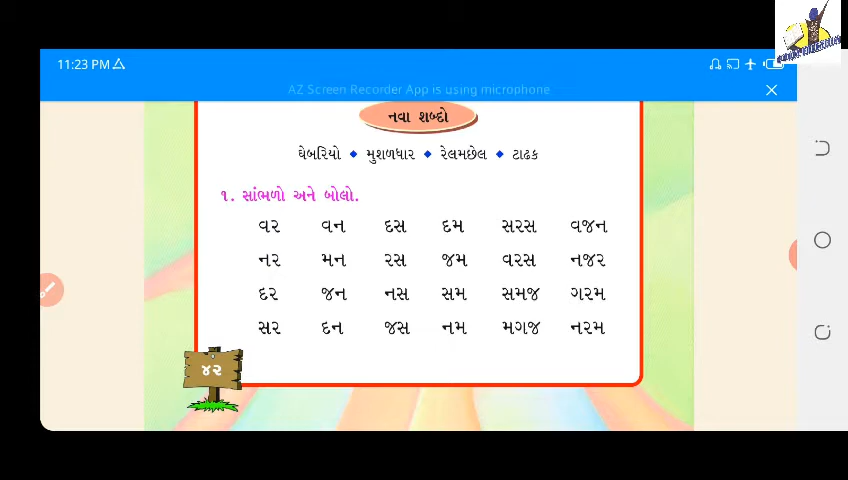 11:23 PM
AZ Screen Recorder App is using microphone
નવા શબ્દો
ઘેબરિયો ◆ મુશળધાર ◆ રેલમછેલ ◆ ટાઢક
૧. સાંભળો અને બોલો.
વર વન દસ દમ સરસ વજન
નર મન રસ જમ વરસ નજર
દર જન નસ સમ સમજ ગરમ
સર દન જસ નમ મગજ નરમ
૪૨